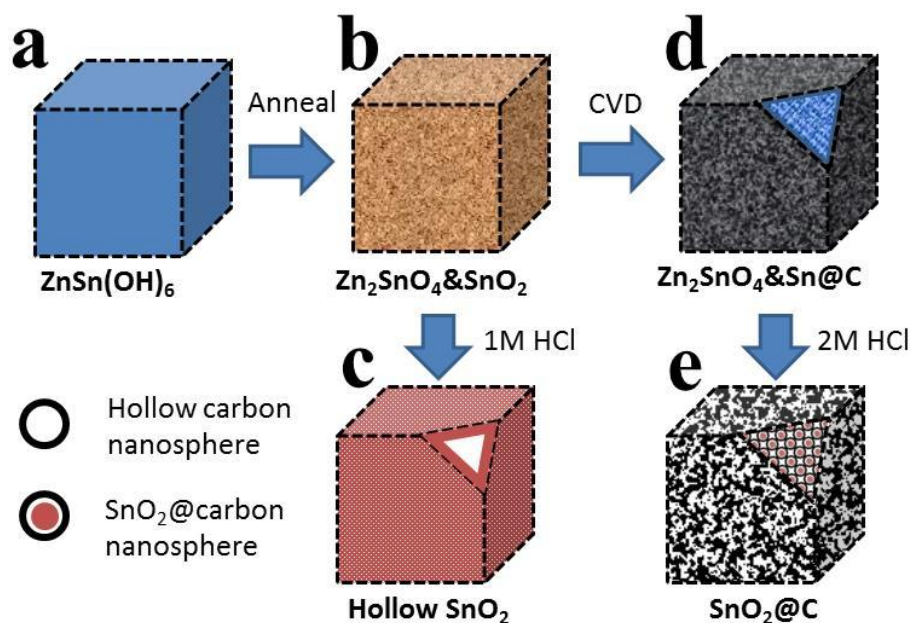 a
b
d
Anneal
CVD
ZnSn(OH)₆
Zn₂SnO₄&SnO₂
Zn₂SnO₄&Sn@C
1M HCl
2M HCl
c
e
Hollow carbon
nanosphere
SnO₂@carbon
nanosphere
Hollow SnO₂
SnO₂@C